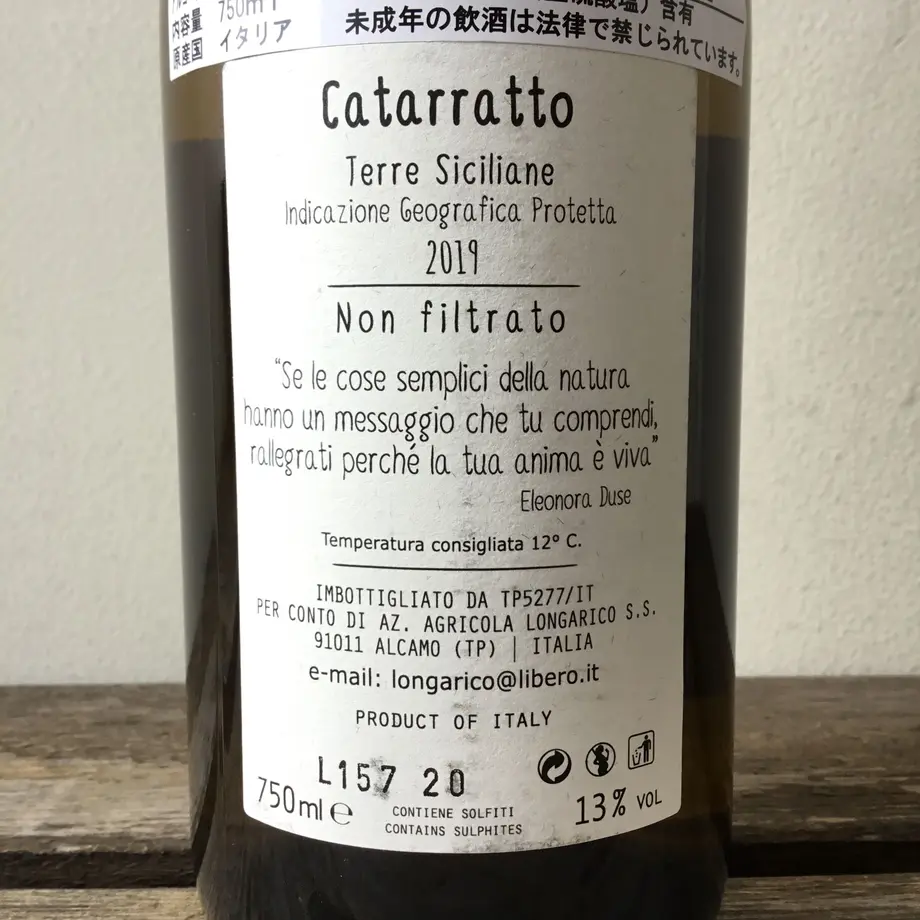 内容量 750ml
原産国 イタリア
含有
未成年の飲酒は法律で禁じられています。
Catarratto
Terre Siciliane
Indicazione Geografica Protetta
2019
Non filtrato
“Se le cose semplici della natura
hanno un messaggio che tu comprendi,
rallegrati perché la tua anima è viva”
Eleonora Duse
Temperatura consigliata 12° C.
IMBOTTIGLIATO DA TP5277/IT
PER CONTO DI AZ. AGRICOLA LONGARICO S.S.
91011 ALCAMO (TP) | ITALIA
e-mail: longarico@libero.it
PRODUCT OF ITALY
L157 20
750ml e
CONTIENE SOLFITI
CONTAINS SULPHITES
13% VOL